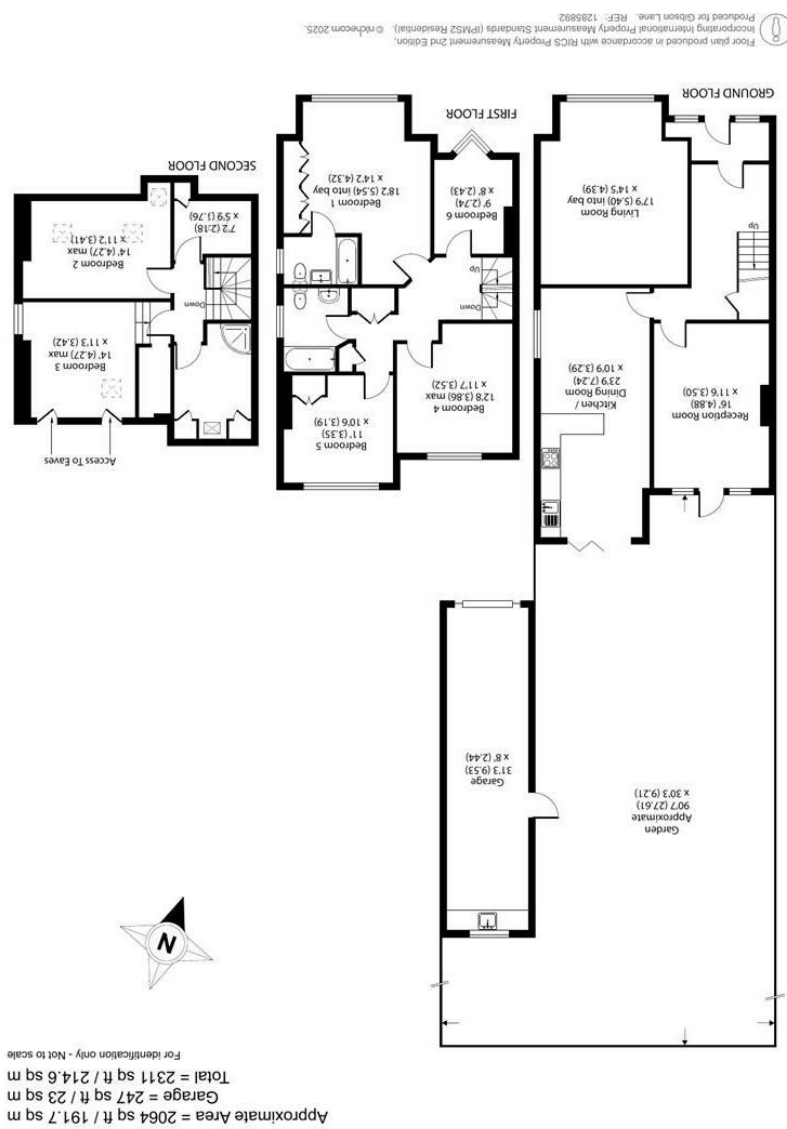 Approximate Area = 2064 sq ft / 191.7 sq m
Garage = 247 sq ft / 23 sq m
Total = 2311 sq ft / 214.6 sq m
For identification only - Not to scale
N
Garden
Approximate
90'7 (27.61)
x 30'3 (9.21)
Garage
31'3 (9.53)
x 8' (2.44)
Reception Room
16' (4.88)
x 11'6 (3.50)
Kitchen /
Dining Room
23'9 (7.24)
x 10'9 (3.29)
Up
Living Room
17'9 (5.40) into bay
x 14'5 (4.39)
GROUND FLOOR
Bedroom 4
12'8 (3.86) max
x 11'7 (3.52)
Bedroom 5
11' (3.35)
x 10'6 (3.19)
Down
Up
Bedroom 6
9' (2.74)
x 8' (2.43)
Bedroom 1
18'2 (5.54) into bay
x 14'2 (4.32)
FIRST FLOOR
Access To Eaves
Bedroom 3
14' (4.27) max
x 11'3 (3.42)
Down
7'2 (2.18)
x 5'9 (1.76)
Bedroom 2
14' (4.27) max
x 11'2 (3.41)
SECOND FLOOR
Floor plan produced in accordance with RICS Property Measurement 2nd Edition,
Incorporating International Property Measurement Standards (IPMS2 Residential). © nichecom 2025.
Produced for Gibson Lane. REF: 1285892